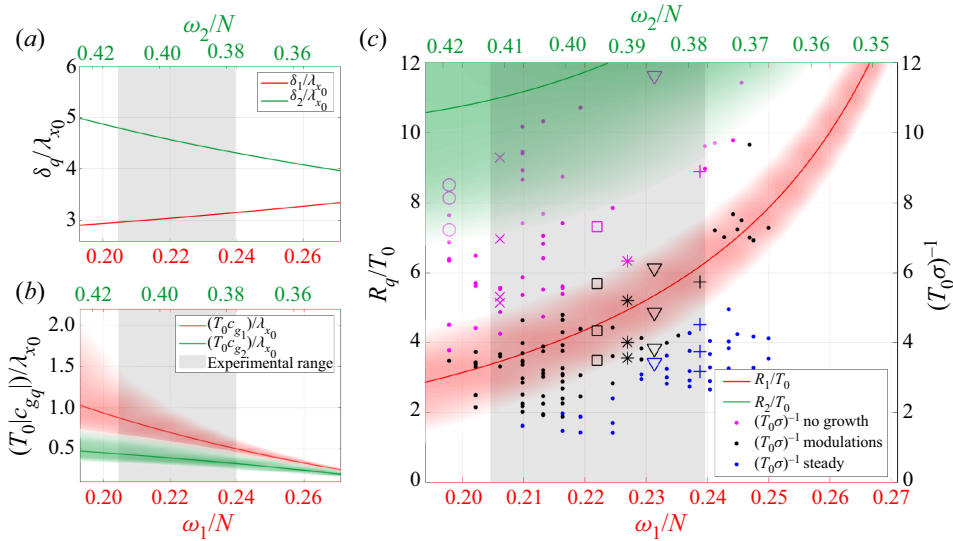 (a)
ω2/N
0.42 0.40 0.38 0.36
6
5
4
3
δq/λx0
δ1/λx0
δ2/λx0
0.20 0.22 0.24 0.26
ω1/N
(b)
0.41 0.39 0.37 0.35
2.0
1.5
1.0
0.5
0
(T0|cgq|)/λx0
(T0cg1)/λx0
(T0cg2)/λx0
Experimental range
0.20 0.22 0.24 0.26
ω1/N
(c)
ω2/N
0.42 0.41 0.40 0.39 0.38 0.37 0.36 0.35
12
10
8
6
4
2
0
Rq/T0
12
10
8
6
4
2
0
(T0σ)−1
R1/T0
R2/T0
(T0σ)−1 no growth
(T0σ)−1 modulations
(T0σ)−1 steady
0.20 0.21 0.22 0.23 0.24 0.25 0.26 0.27
ω1/N